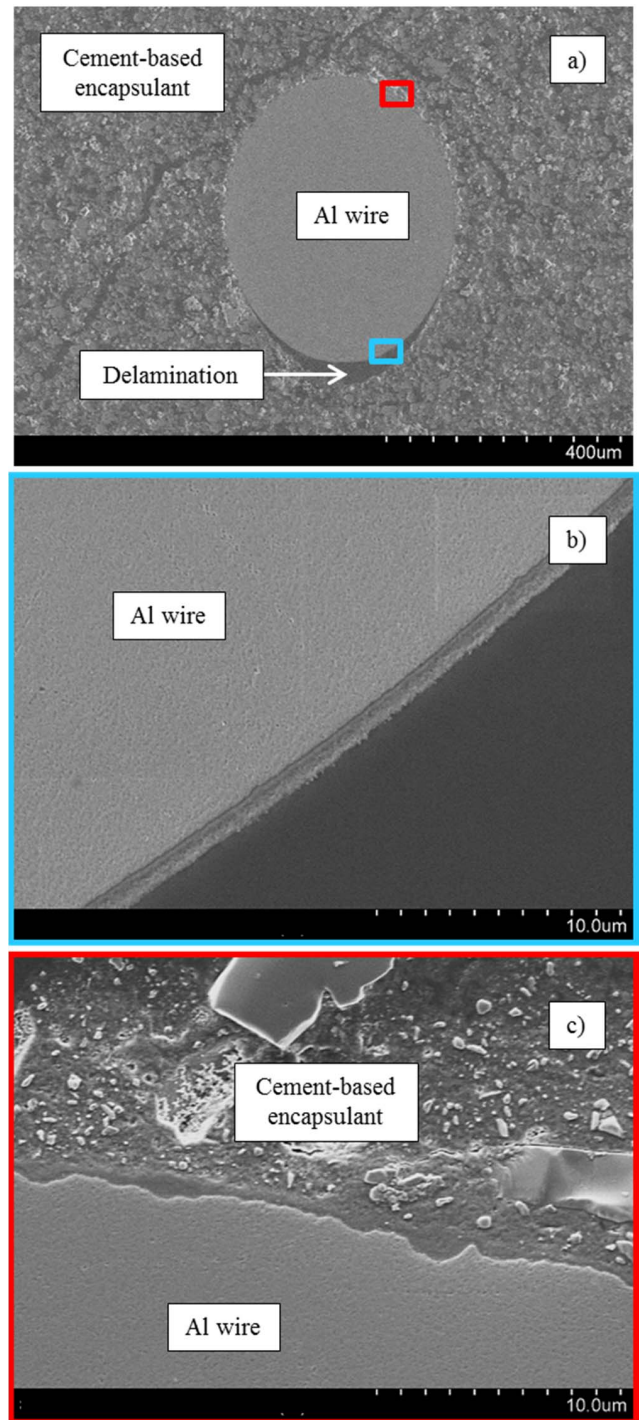 Cement-based
encapsulant
a)
Al wire
Delamination
400um
b)
Al wire
10.0um
c)
Cement-based
encapsulant
Al wire
10.0um